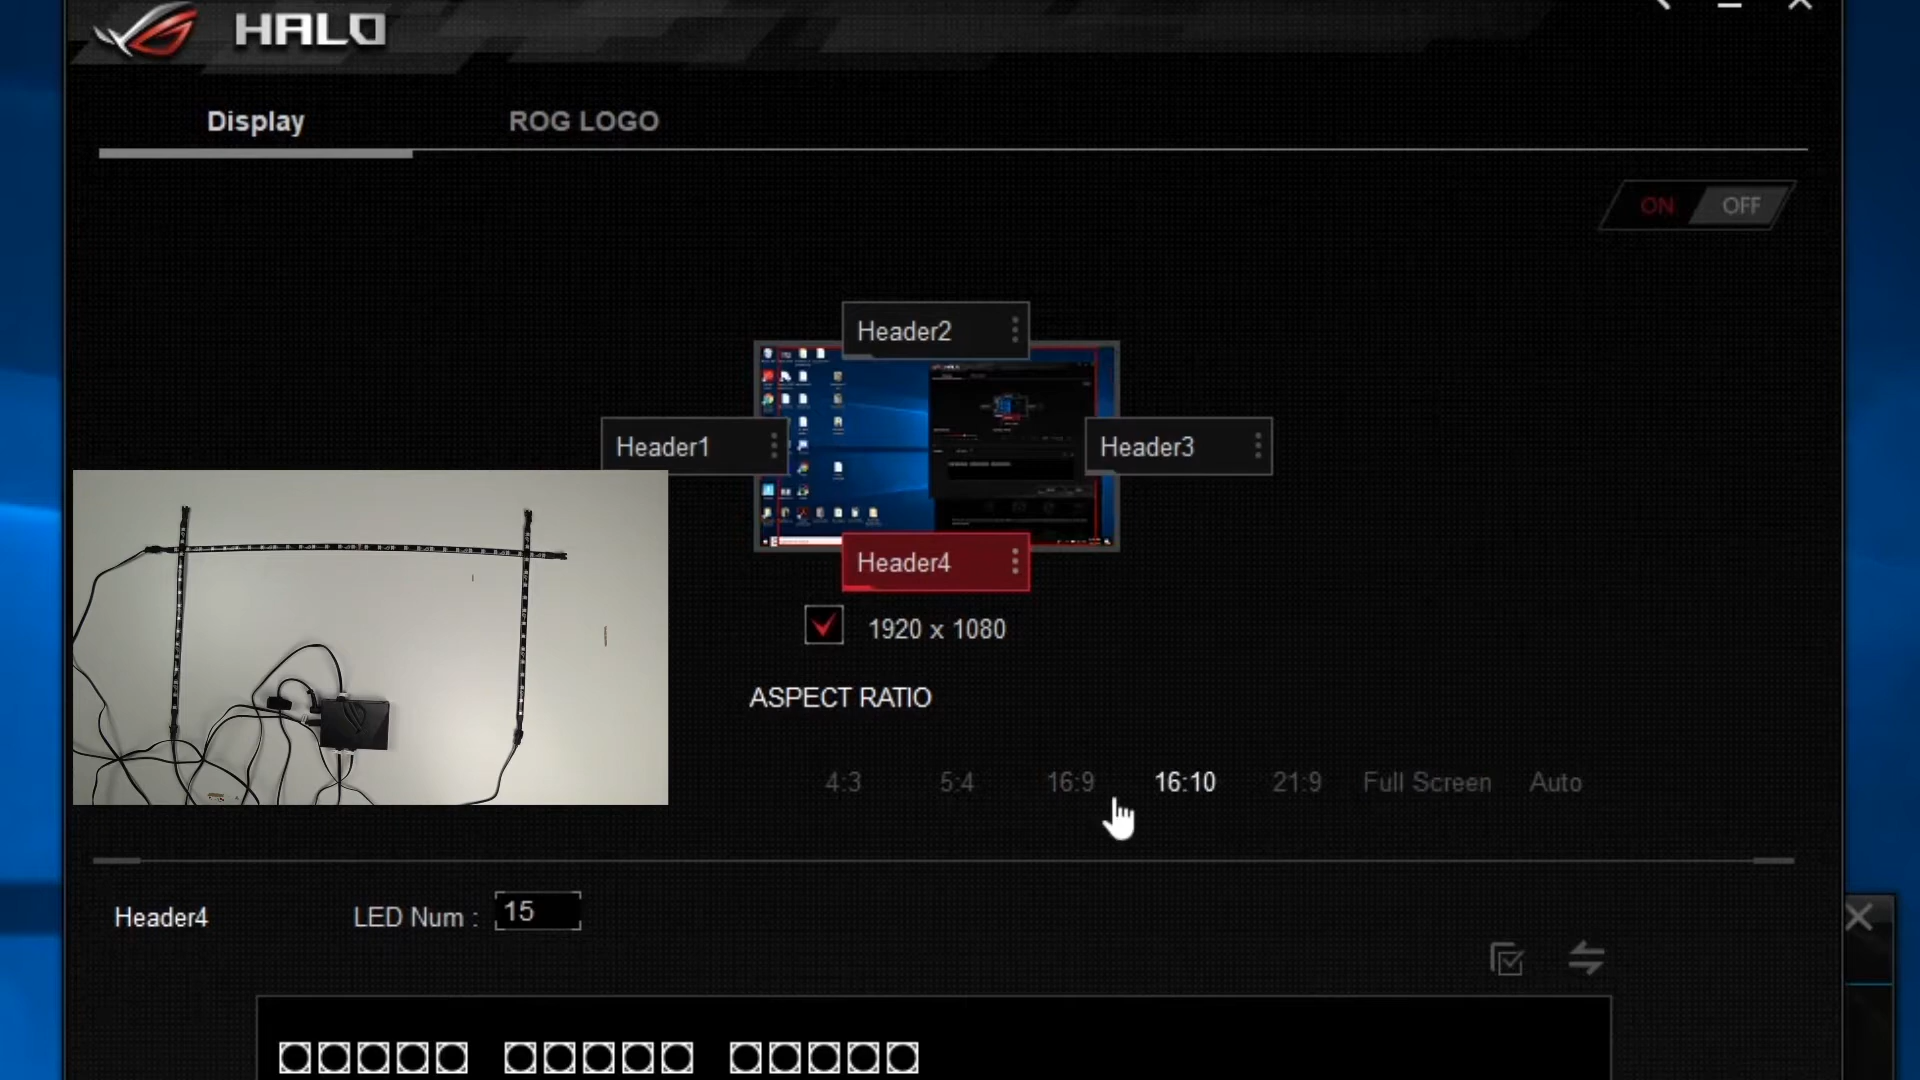 HALO
Display ROG LOGO
ON OFF
Header2
Header1 Header3
Header4
1920 x 1080
ASPECT RATIO
4:3 5:4 16:9 16:10 21:9 Full Screen Auto
Header4 LED Num : 15